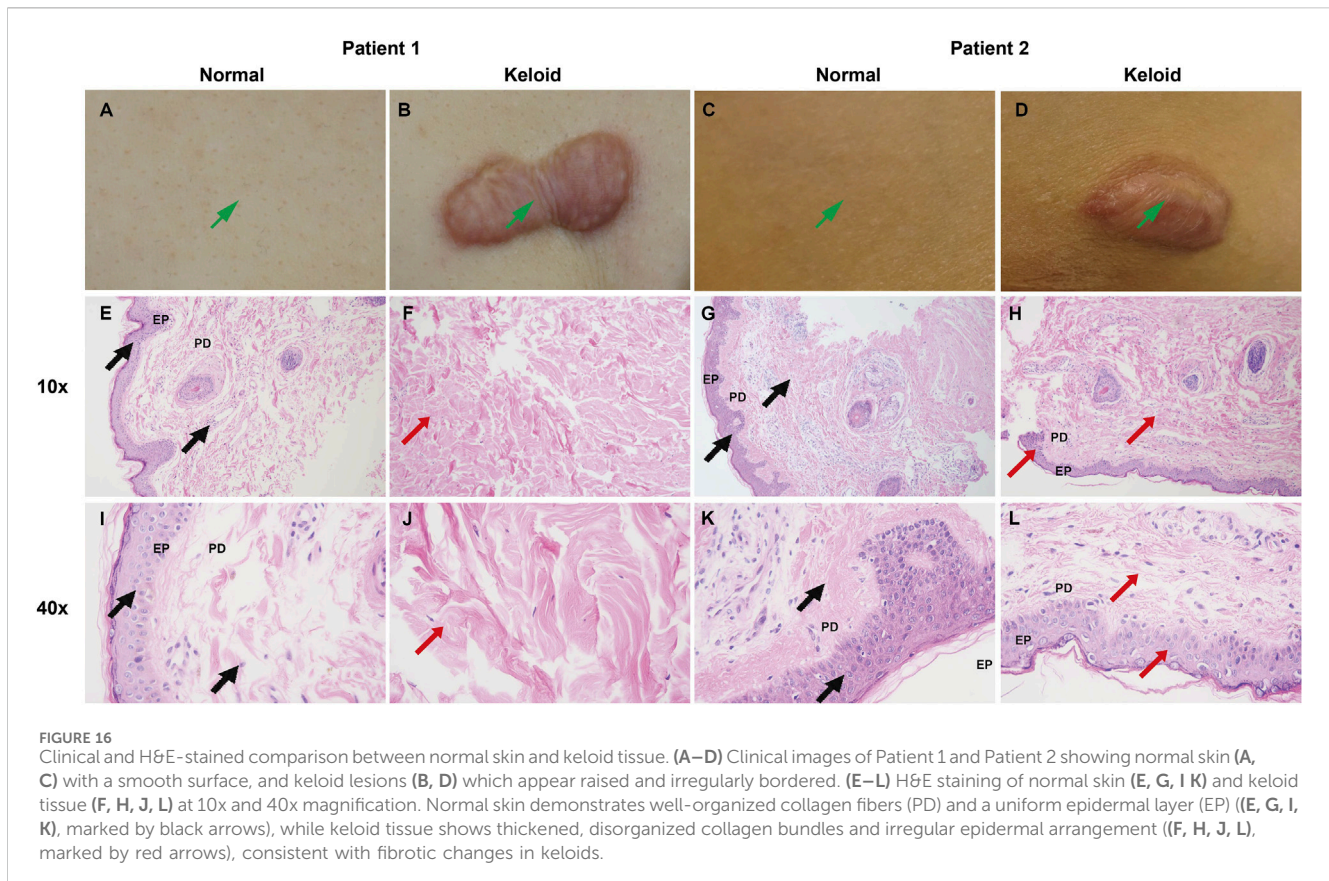 Patient 1
Patient 2
Normal
Keloid
Normal
Keloid
A
B
C
D
10x
E
EP
PD
F
G
EP
PD
H
PD
EP
40x
I
EP
PD
J
K
PD
EP
L
PD
EP
FIGURE 16
Clinical and H&E-stained comparison between normal skin and keloid tissue. (A–D) Clinical images of Patient 1 and Patient 2 showing normal skin (A,
C) with a smooth surface, and keloid lesions (B, D) which appear raised and irregularly bordered. (E–L) H&E staining of normal skin (E, G, I K) and keloid
tissue (F, H, J, L) at 10x and 40x magnification. Normal skin demonstrates well-organized collagen fibers (PD) and a uniform epidermal layer (EP) ((E, G, I,
K), marked by black arrows), while keloid tissue shows thickened, disorganized collagen bundles and irregular epidermal arrangement ((F, H, J, L),
marked by red arrows), consistent with fibrotic changes in keloids.